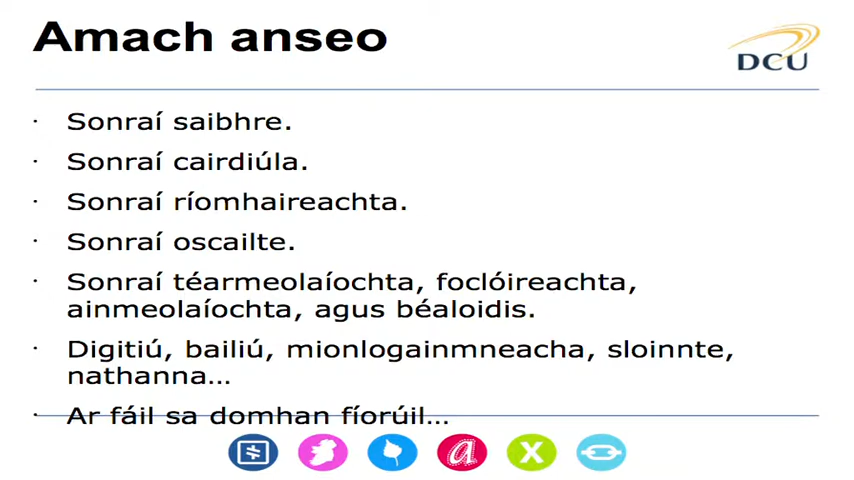 Amach anseo
DCU
· Sonraí saibhre.
· Sonraí cairdiúla.
· Sonraí ríomhaireachta.
· Sonraí oscailte.
· Sonraí téarmeolaíochta, foclóireachta,
ainmeolaíochta, agus béaloidis.
· Digitiú, bailiú, mionlogainmneacha, sloinnte,
nathanna...
· Ar fáil sa domhan fíorúil...
a X